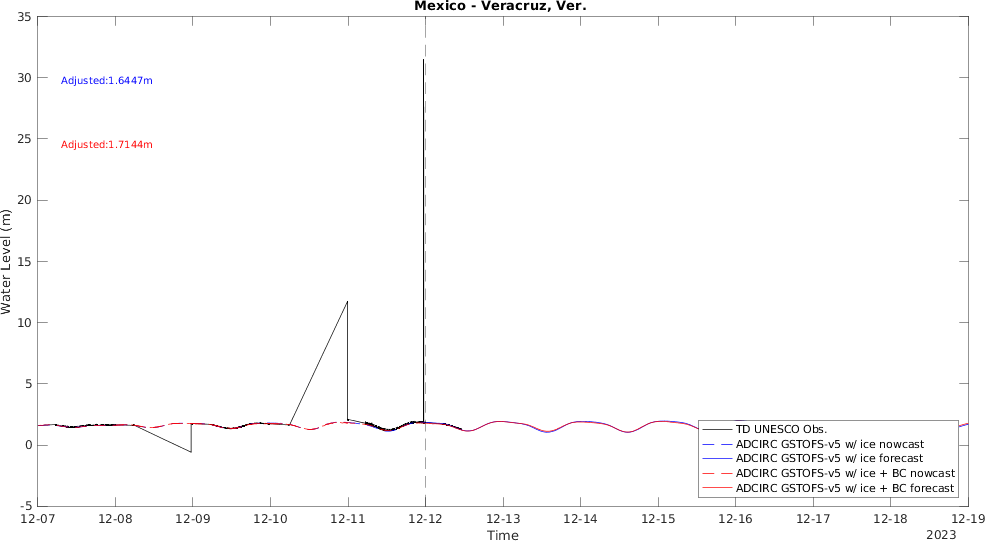 Mexico - Veracruz, Ver.
35
30
25
20
15
10
5
0
-5
Water Level (m)
Adjusted:1.6447m
Adjusted:1.7144m
TD UNESCO Obs.
ADCIRC GSTOFS-v5 w/ ice nowcast
ADCIRC GSTOFS-v5 w/ ice forecast
ADCIRC GSTOFS-v5 w/ ice + BC nowcast
ADCIRC GSTOFS-v5 w/ ice + BC forecast
12-07 12-08 12-09 12-10 12-11 12-12 12-13 12-14 12-15 12-16 12-17 12-18 12-19
Time
2023